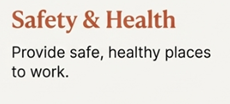 Safety & Health
Provide safe, healthy places
to work.